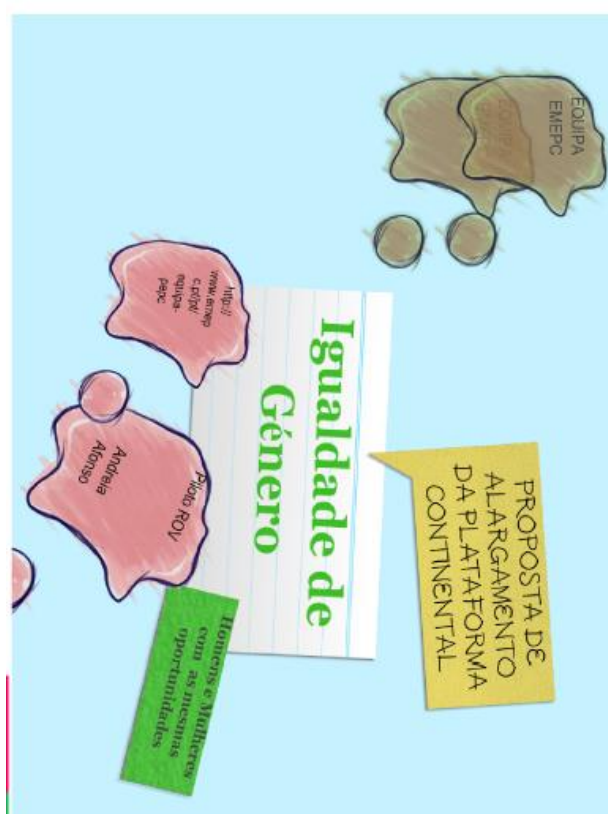 EQUIPA
EMEPC
EQUIPA
PROPOSTA DE
ALARGAMENTO
DA PLATAFORMA
CONTINENTAL
Igualdade de
Género
http://
www.emep
c.pt/pt/
equipa-
pepc
Piloto ROV
Andreia
Afonso
Homens e Mulheres
com as mesmas
oportunidades